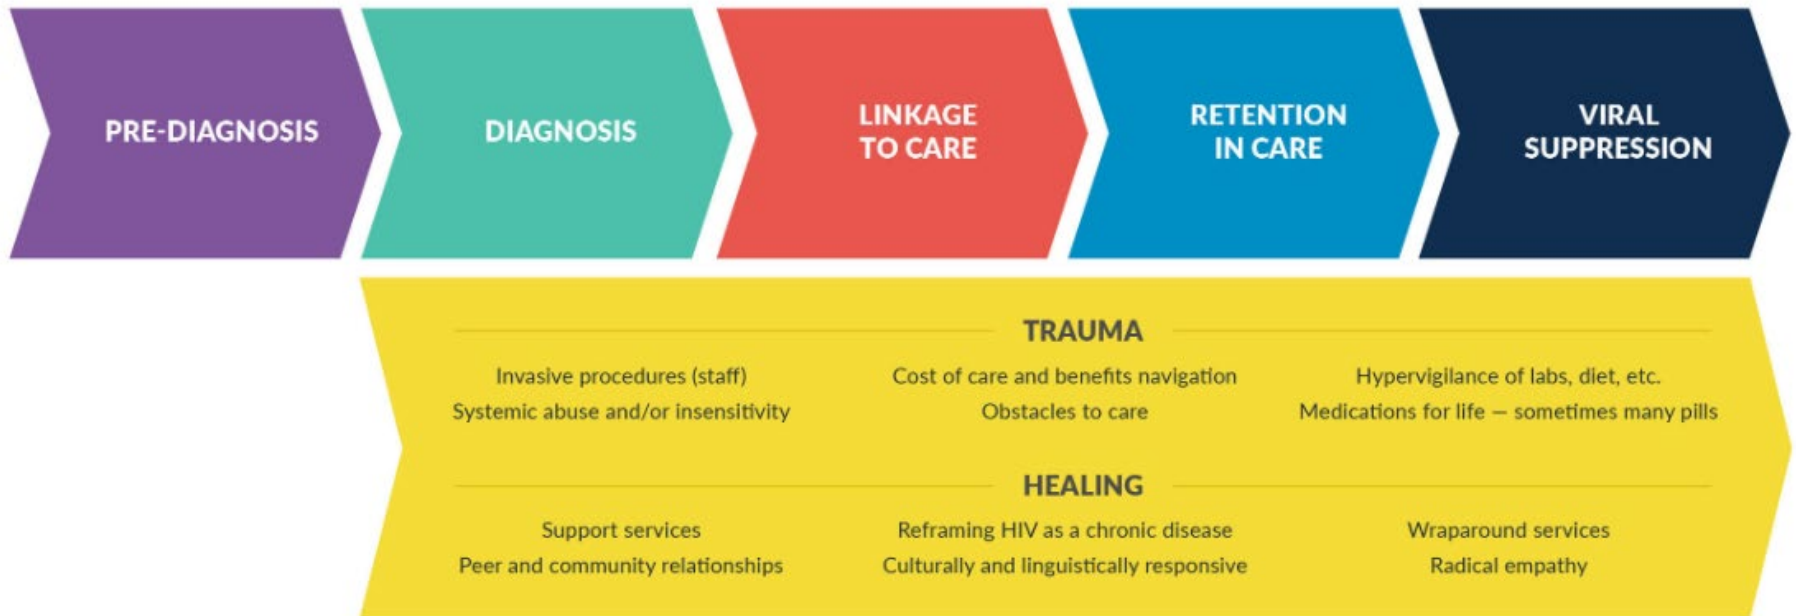 PRE-DIAGNOSIS
DIAGNOSIS
LINKAGE
TO CARE
RETENTION
IN CARE
VIRAL
SUPPRESSION
TRAUMA
Invasive procedures (staff)
Systemic abuse and/or insensitivity
Cost of care and benefits navigation
Obstacles to care
Hypervigilance of labs, diet, etc.
Medications for life — sometimes many pills
HEALING
Support services
Peer and community relationships
Reframing HIV as a chronic disease
Culturally and linguistically responsive
Wraparound services
Radical empathy